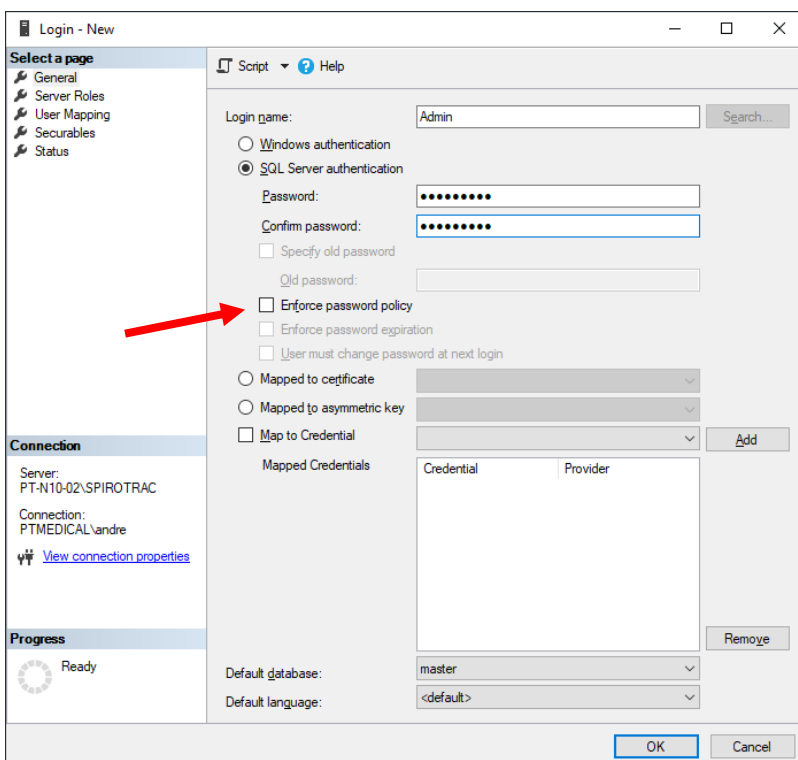 Login - New
Select a page
General
Server Roles
User Mapping
Securables
Status
Script
Help
Login name:
Admin
Search...
Windows authentication
SQL Server authentication
Password:
●●●●●●●●●
Confirm password:
●●●●●●●●●
Specify old password
Old password:
Enforce password policy
Enforce password expiration
User must change password at next login
Mapped to certificate
Mapped to asymmetric key
Map to Credential
Add
Mapped Credentials
Credential
Provider
Remove
Default database:
master
Default language:
<default>
Connection
Server:
PT-N10-02\SPIROTRAC
Connection:
PTMEDICAL\andre
View connection properties
Progress
Ready
OK
Cancel